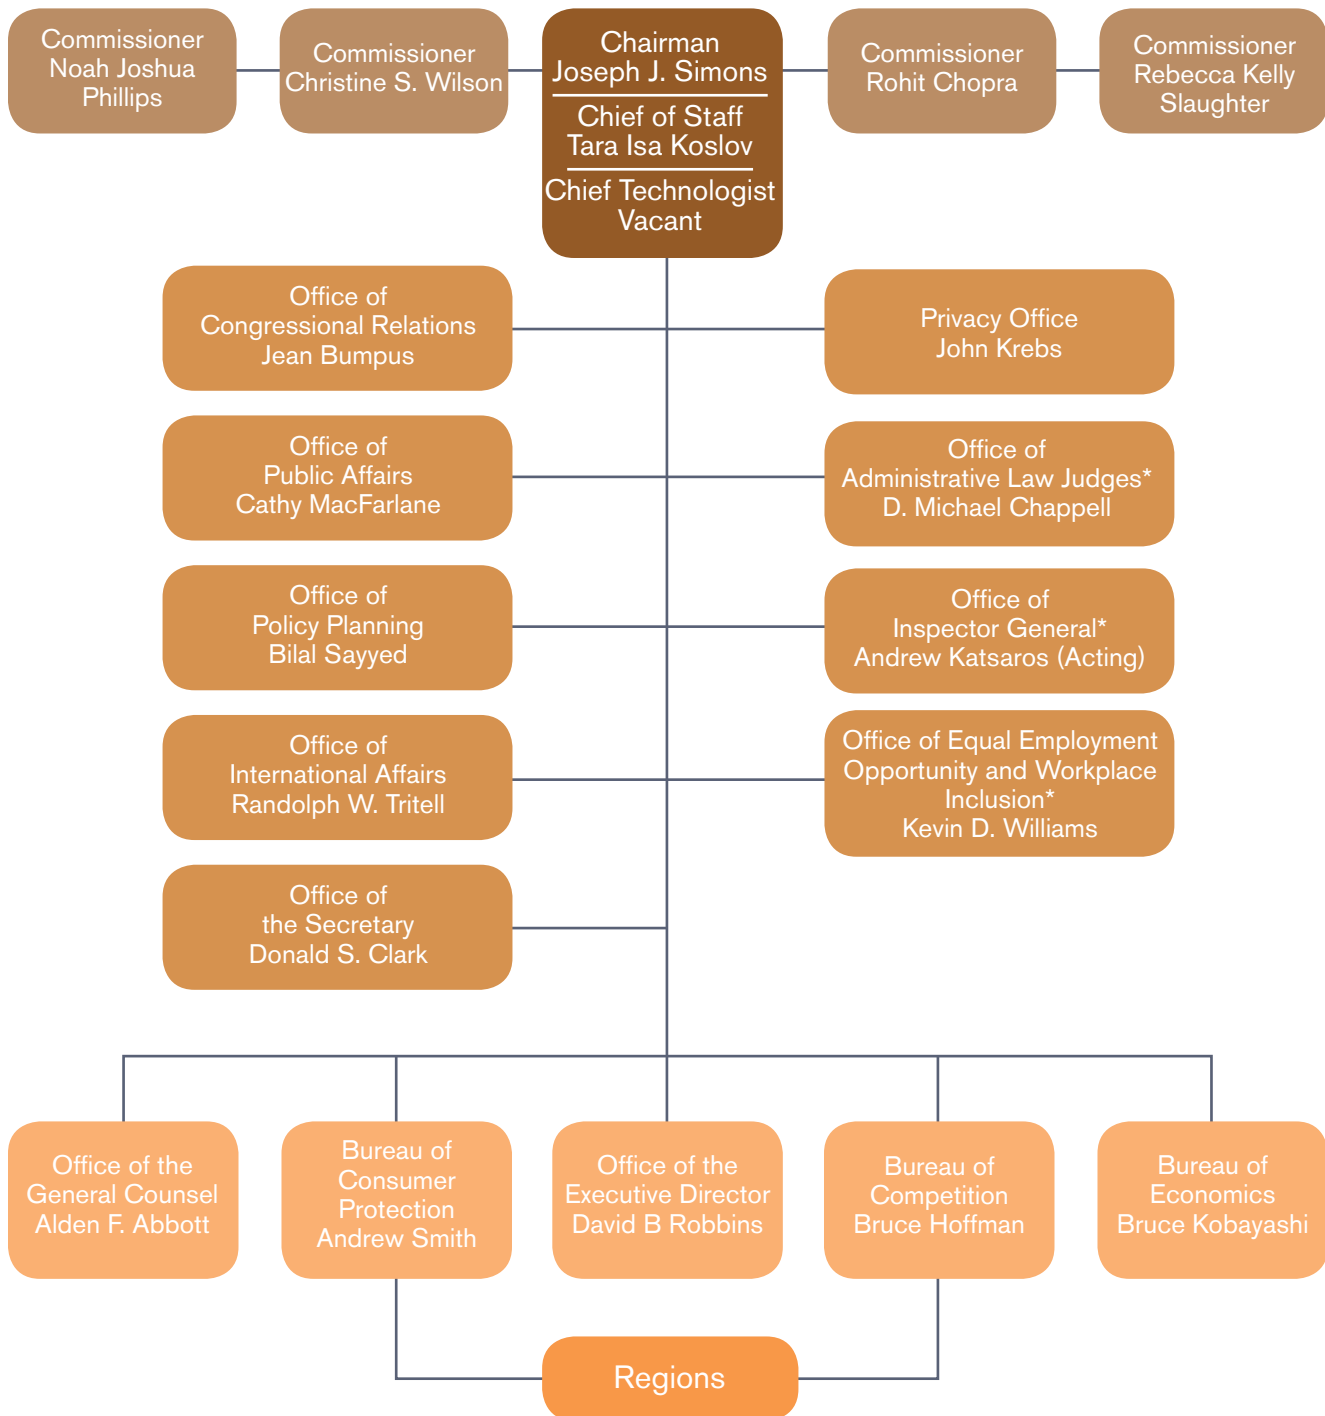 Commissioner
Noah Joshua
Phillips
Commissioner
Christine S. Wilson
Chairman
Joseph J. Simons
Chief of Staff
Tara Isa Koslov
Chief Technologist
Vacant
Commissioner
Rohit Chopra
Commissioner
Rebecca Kelly
Slaughter
Office of
Congressional Relations
Jean Bumpus
Privacy Office
John Krebs
Office of
Public Affairs
Cathy MacFarlane
Office of
Administrative Law Judges*
D. Michael Chappell
Office of
Policy Planning
Bilal Sayyed
Office of
Inspector General*
Andrew Katsaros (Acting)
Office of
International Affairs
Randolph W. Tritell
Office of Equal Employment
Opportunity and Workplace
Inclusion*
Kevin D. Williams
Office of
the Secretary
Donald S. Clark
Office of the
General Counsel
Alden F. Abbott
Bureau of
Consumer
Protection
Andrew Smith
Office of the
Executive Director
David B Robbins
Bureau of
Competition
Bruce Hoffman
Bureau of
Economics
Bruce Kobayashi
Regions